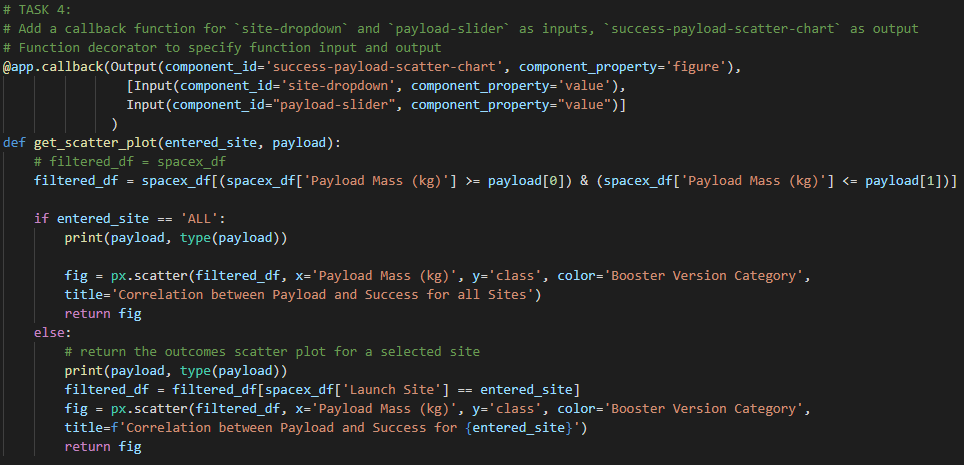 # TASK 4:
# Add a callback function for `site-dropdown` and `payload-slider` as inputs, `success-payload-scatter-chart` as output
# Function decorator to specify function input and output
@app.callback(Output(component_id='success-payload-scatter-chart', component_property='figure'),
[Input(component_id='site-dropdown', component_property='value'),
Input(component_id="payload-slider", component_property="value")]
)
def get_scatter_plot(entered_site, payload):
# filtered_df = spacex_df
filtered_df = spacex_df[(spacex_df['Payload Mass (kg)'] >= payload[0]) & (spacex_df['Payload Mass (kg)'] <= payload[1])]
if entered_site == 'ALL':
print(payload, type(payload))
fig = px.scatter(filtered_df, x='Payload Mass (kg)', y='class', color='Booster Version Category',
title='Correlation between Payload and Success for all Sites')
return fig
else:
# return the outcomes scatter plot for a selected site
print(payload, type(payload))
filtered_df = filtered_df[spacex_df['Launch Site'] == entered_site]
fig = px.scatter(filtered_df, x='Payload Mass (kg)', y='class', color='Booster Version Category',
title=f'Correlation between Payload and Success for {entered_site}')
return fig